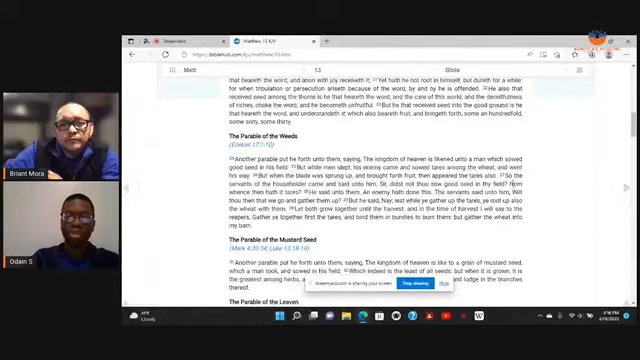 StreamYard
Matthew 13 KJV
https://biblehub.com/kjv/matthew/13.htm
Matt
13
Bible
that heareth the word, and anon with joy receiveth it; 21 Yet hath he not root in himself, but dureth for a while:
for when tribulation or persecution ariseth because of the word, by and by he is offended. 22 He also that
received seed among the thorns is he that heareth the word; and the care of this world, and the deceitfulness
of riches, choke the word, and he becometh unfruitful. 23 But he that received seed into the good ground is he
that heareth the word, and understandeth it; which also beareth fruit, and bringeth forth, some an hundredfold,
some sixty, some thirty.
The Parable of the Weeds
(Ezekiel 17:1-10)
24 Another parable put he forth unto them, saying, The kingdom of heaven is likened unto a man which sowed
good seed in his field: 25 But while men slept, his enemy came and sowed tares among the wheat, and went
his way. 26 But when the blade was sprung up, and brought forth fruit, then appeared the tares also. 27 So the
servants of the householder came and said unto him, Sir, didst not thou sow good seed in thy field? from
whence then hath it tares? 28 He said unto them, An enemy hath done this. The servants said unto him, Wilt
thou then that we go and gather them up? 29 But he said, Nay; lest while ye gather up the tares, ye root up also
the wheat with them. 30 Let both grow together until the harvest: and in the time of harvest I will say to the
reapers, Gather ye together first the tares, and bind them in bundles to burn them: but gather the wheat into
my barn.
The Parable of the Mustard Seed
(Mark 4:30-34; Luke 13:18-19)
31 Another parable put he forth unto them, saying, The kingdom of heaven is like to a grain of mustard seed,
which a man took, and sowed in his field: 32 Which indeed is the least of all seeds: but when it is grown, it is
the greatest among herbs, and lodge in the branches
thereof.
streamyard.com is sharing your screen.
Stop sharing
Hide
The Parable of the Leaven
Briant Mora
Odain S
Cloudy
6:16 PM
4/19/2022